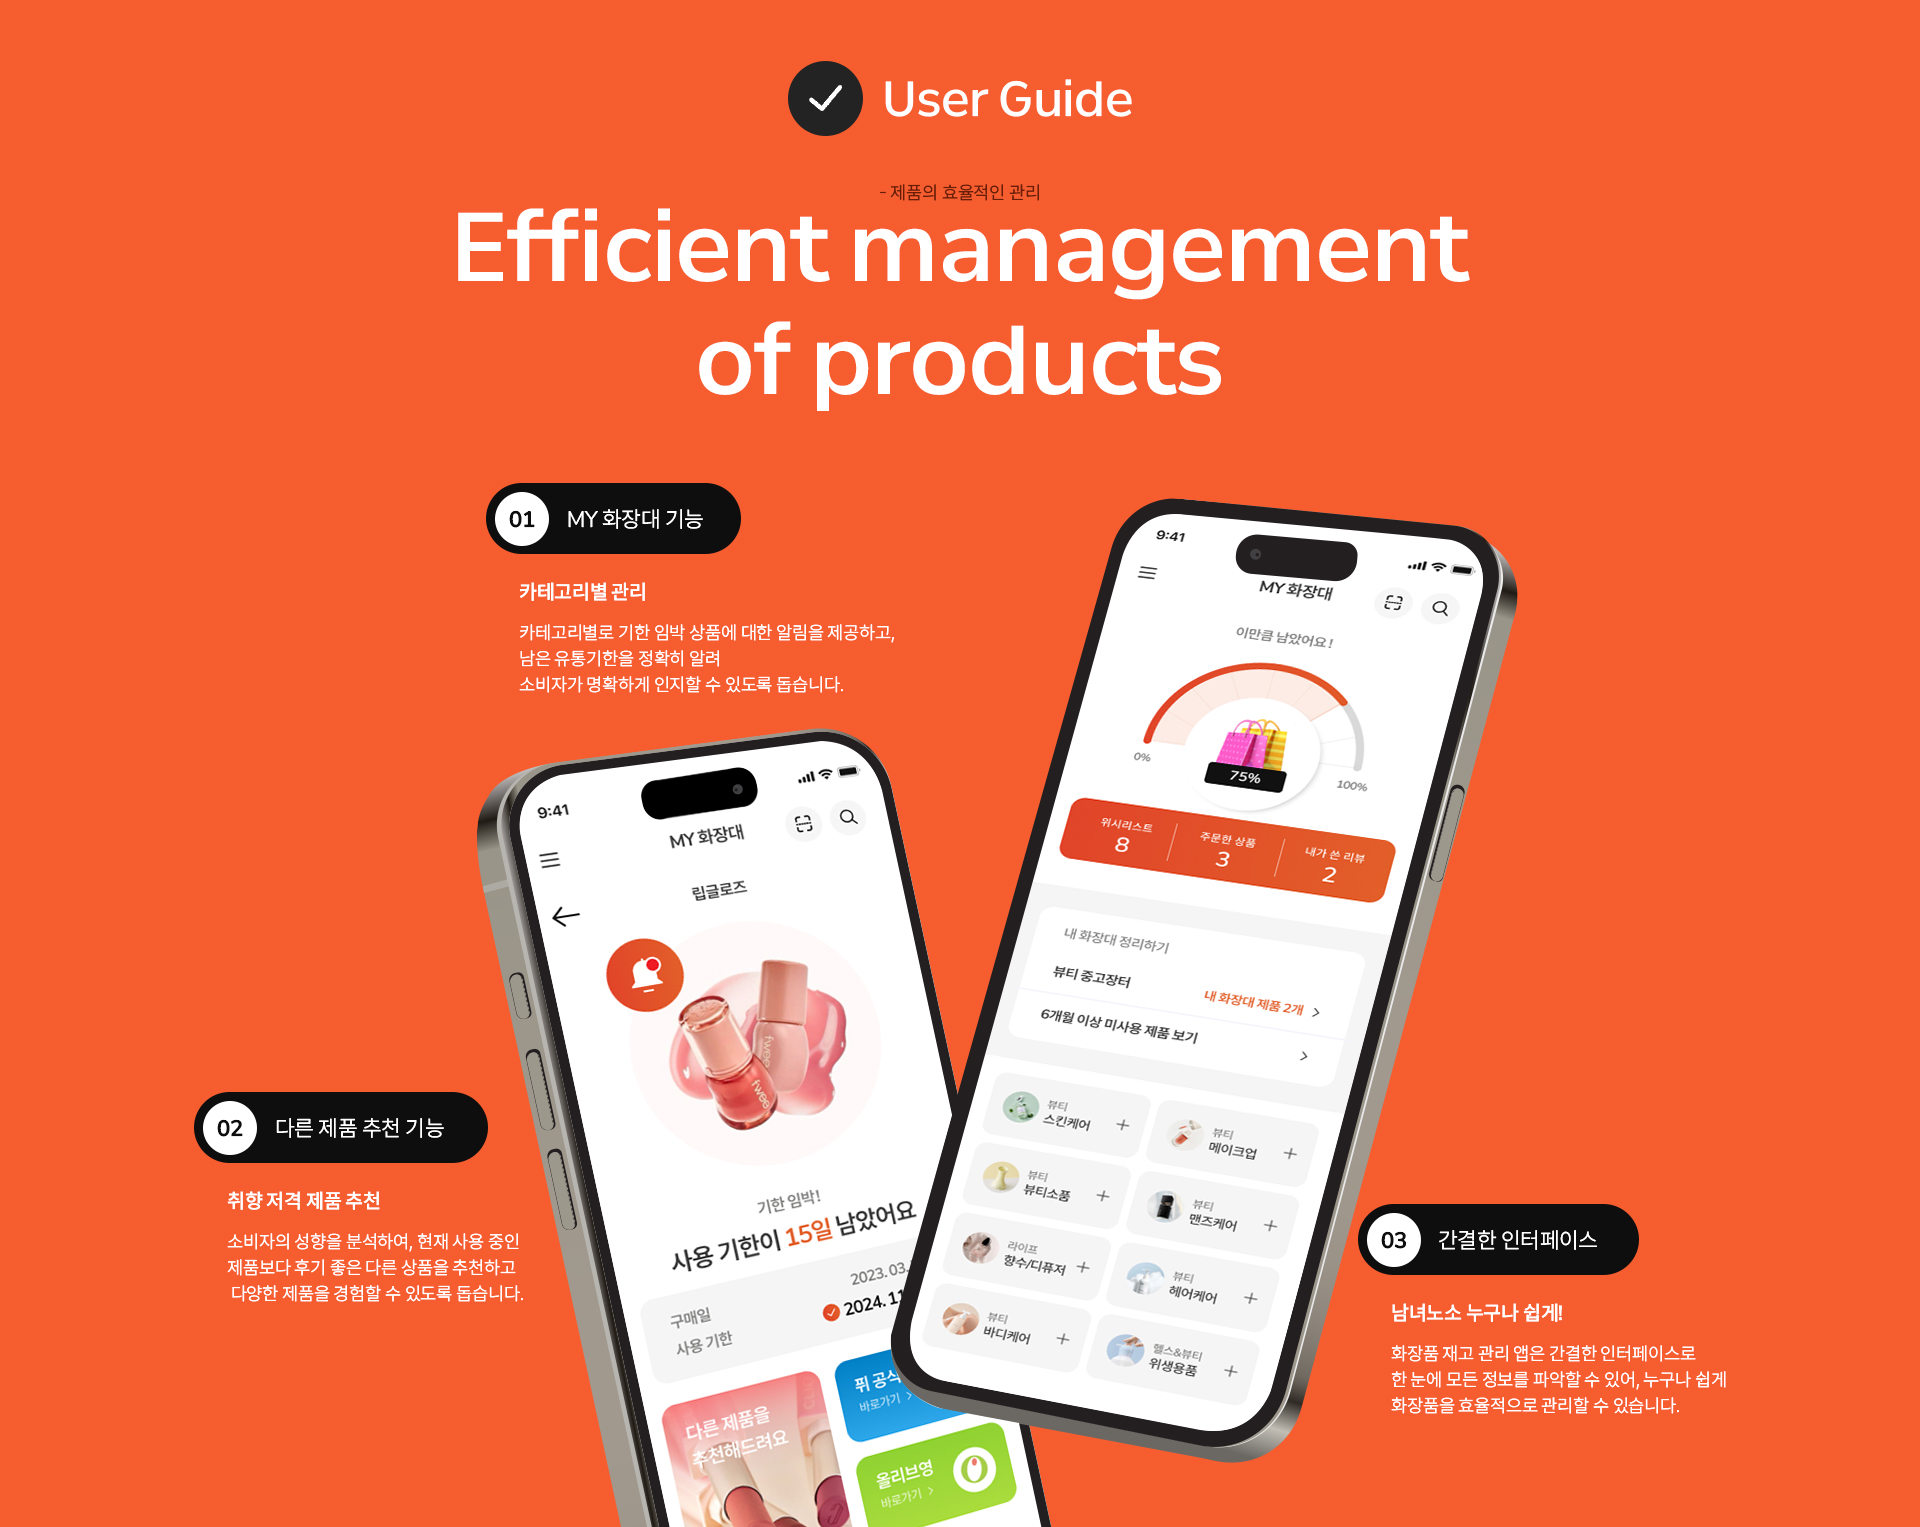 User Guide
- 제품의 효율적인 관리
Efficient management
of products
01 MY 화장대 기능
카테고리별 관리
카테고리별로 기한 임박 상품에 대한 알림을 제공하고,
남은 유통기한을 정확히 알려
소비자가 명확하게 인지할 수 있도록 돕습니다.
02 다른 제품 추천 기능
취향 저격 제품 추천
소비자의 성향을 분석하여, 현재 사용 중인
제품보다 후기 좋은 다른 상품을 추천하고
다양한 제품을 경험할 수 있도록 돕습니다.
9:41
MY 화장대
립글로즈
fwee
fwee
기한 임박!
사용 기한이 15일 남았어요
구매일 2023. 03.
사용 기한 2024. 11
다른 제품을
추천해드려요
퓌 공식
바로가기
올리브영
바로가기
9:41
MY 화장대
이만큼 남았어요!
0%
75%
100%
위시리스트 주문한 상품 내가 쓴 리뷰
8 3 2
내 화장대 정리하기
뷰티 중고장터 내 화장대 제품 2개
6개월 이상 미사용 제품 보기
뷰티
스킨케어
뷰티
메이크업
뷰티
뷰티소품
뷰티
맨즈케어
라이프
향수/디퓨저
뷰티
헤어케어
뷰티
바디케어
헬스&뷰티
위생용품
03 간결한 인터페이스
남녀노소 누구나 쉽게!
화장품 재고 관리 앱은 간결한 인터페이스로
한 눈에 모든 정보를 파악할 수 있어, 누구나 쉽게
화장품을 효율적으로 관리할 수 있습니다.